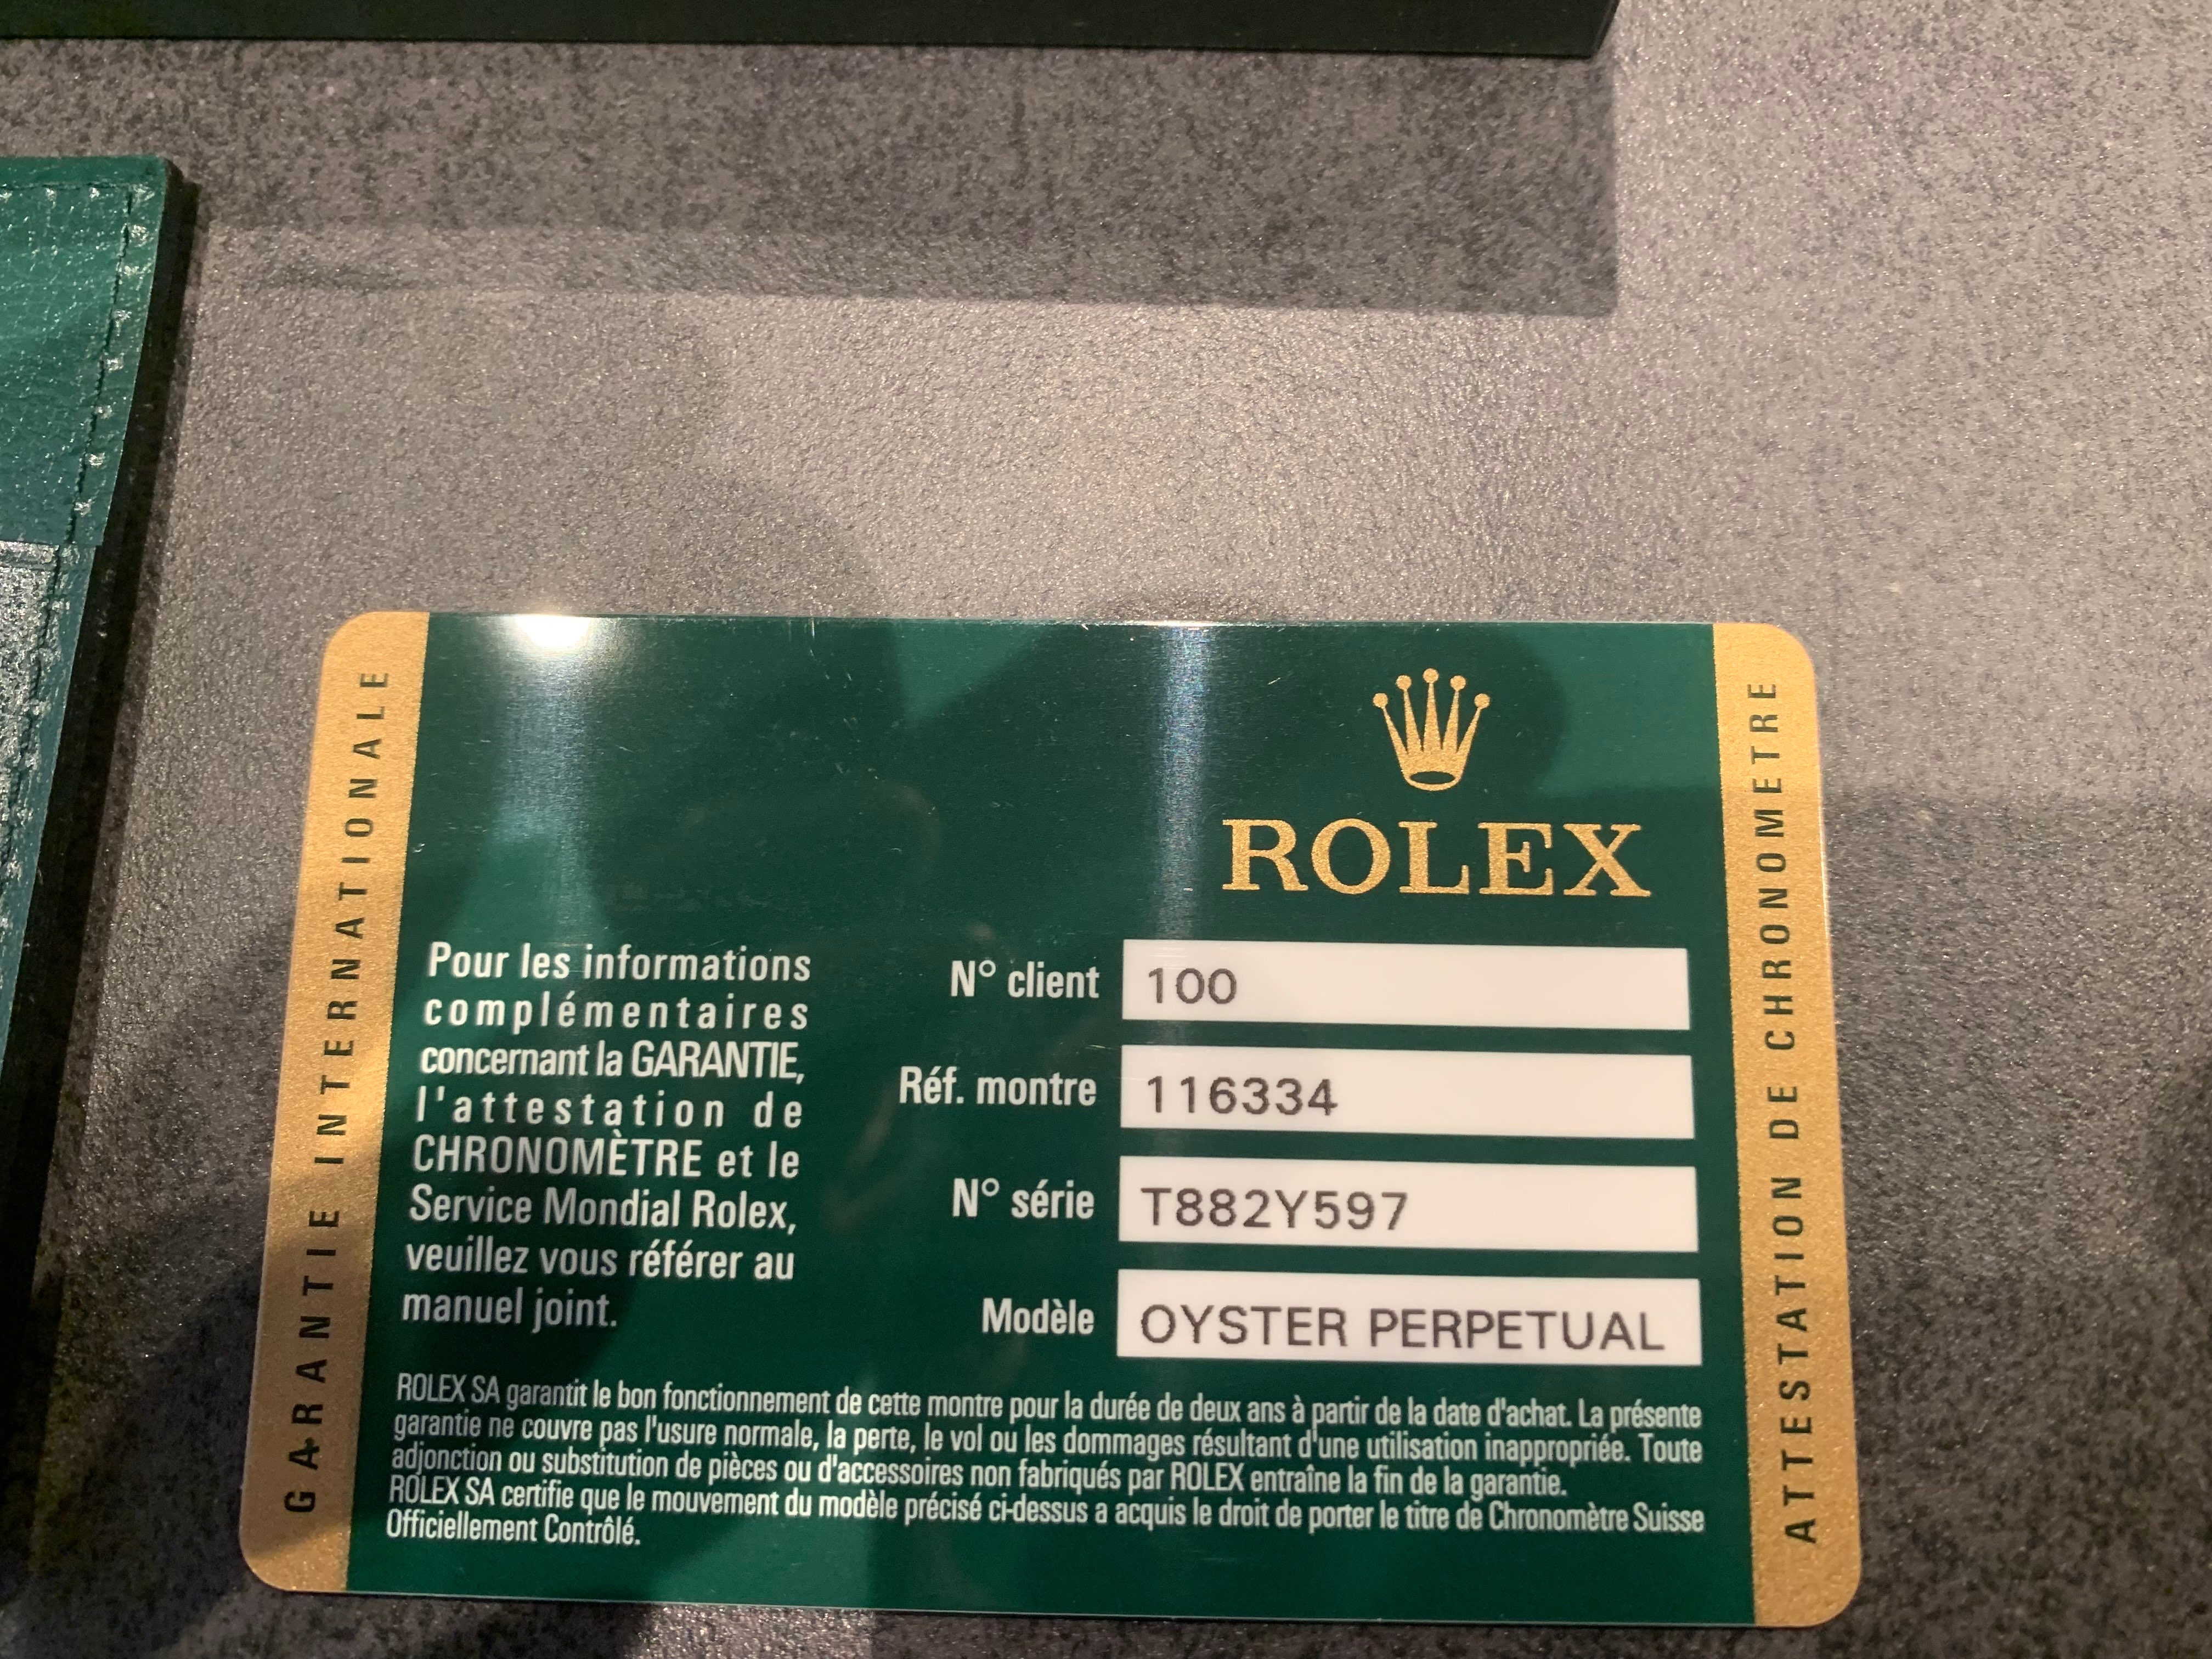 GARANTIE INTERNATIONALE
ROLEX
Pour les informations
complémentaires
concernant la GARANTIE,
l'attestation de
CHRONOMÈTRE et le
Service Mondial Rolex,
veuillez vous référer au
manuel joint.
N° client 100
Réf. montre 116334
N° série T882Y597
Modèle OYSTER PERPETUAL
ROLEX SA garantit le bon fonctionnement de cette montre pour la durée de deux ans à partir de la date d'achat. La présente
garantie ne couvre pas l'usure normale, la perte, le vol ou les dommages résultant d'une utilisation inappropriée. Toute
adjonction ou substitution de pièces ou d'accessoires non fabriqués par ROLEX entraîne la fin de la garantie.
ROLEX SA certifie que le mouvement du modèle précisé ci-dessus a acquis le droit de porter le titre de Chronomètre Suisse
Officiellement Contrôlé.
ATTESTATION DE CHRONOMETRE